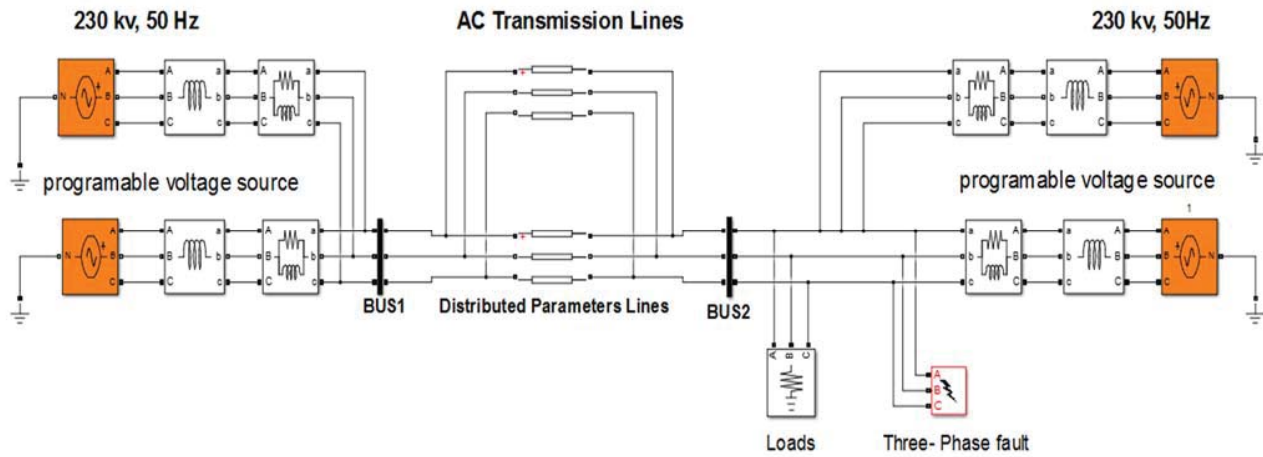 230 kv, 50 Hz
AC Transmission Lines
230 kv, 50Hz
N
A
B
C
A
B
C
a
b
c
A
B
C
a
b
c
a
b
c
A
B
C
a
b
c
A
B
C
A
B
C
N
programable voltage source
programable voltage source
1
N
A
B
C
A
B
C
a
b
c
A
B
C
a
b
c
BUS1
Distributed Parameters Lines
BUS2
a
b
c
A
B
C
a
b
c
A
B
C
A
B
C
N
A
B
C
Loads
A
B
C
Three- Phase fault